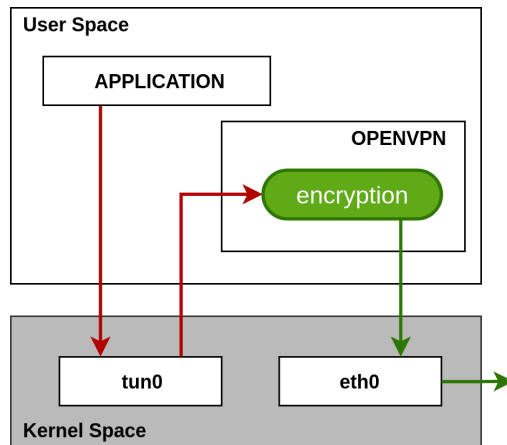 User Space
APPLICATION
OPENVPN
encryption
tun0
eth0
Kernel Space